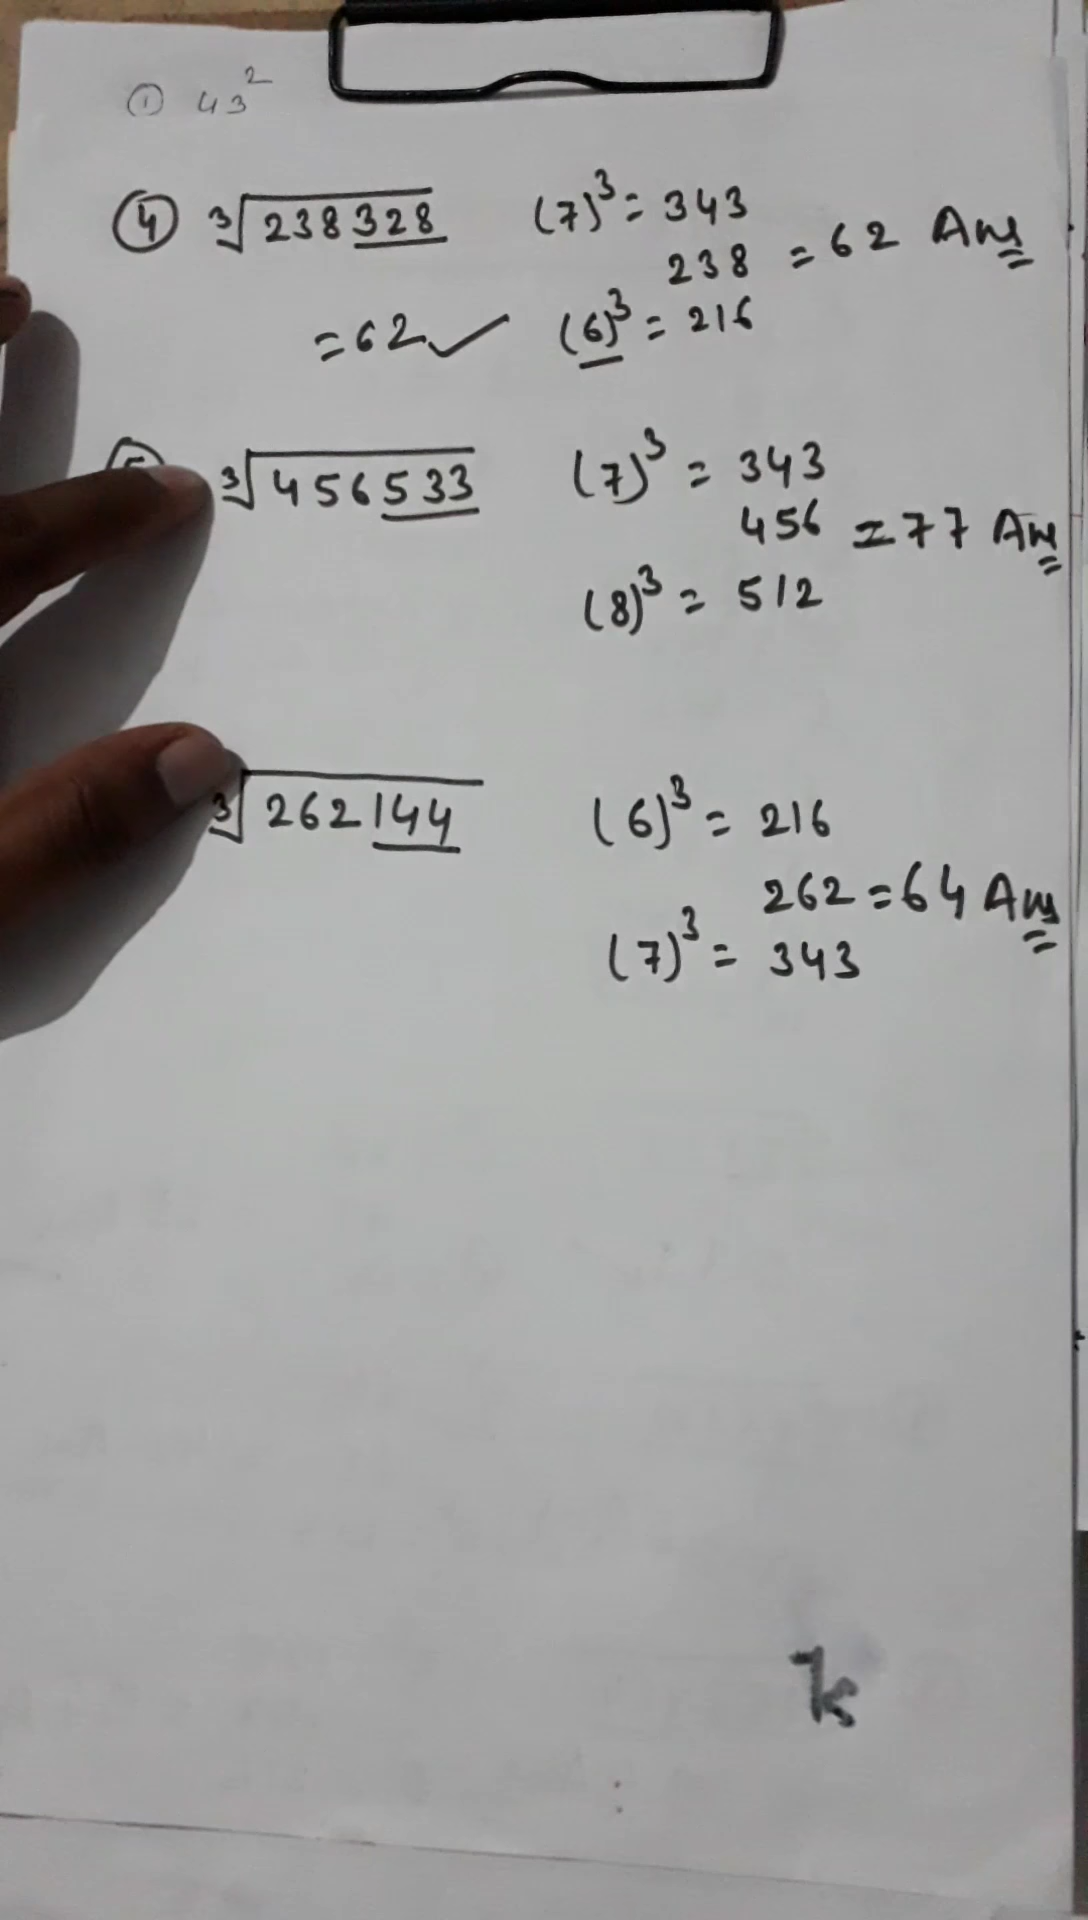 ① 43²
④ ∛238328 (7)³ = 343
238 = 62 Ans
= 62 ✓ (6)³ = 216
∛456533 (7)³ = 343
456 = 77 Ans
(8)³ = 512
∛262144 (6)³ = 216
262 = 64 Ans
(7)³ = 343